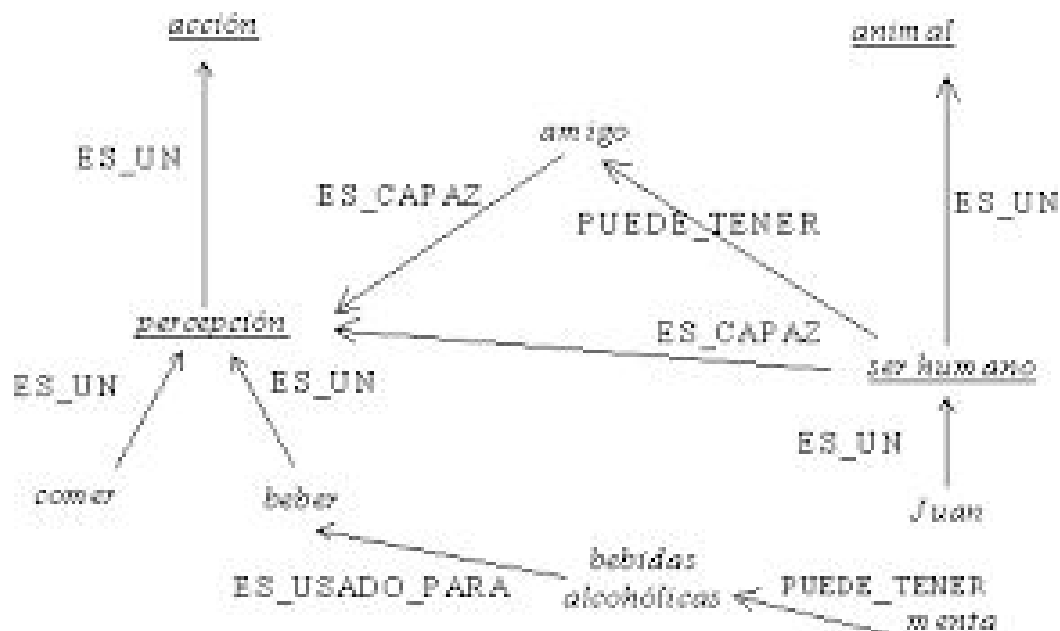 acción
animal
amigo
ES_UN
ES_CAPAZ
PUEDE_TENER
ES_UN
percepción
ES_CAPAZ
ser humano
ES_UN
ES_UN
ES_UN
comer
beber
Juan
bebidas
alcohólicas
ES_USADO_PARA
PUEDE_TENER
menta